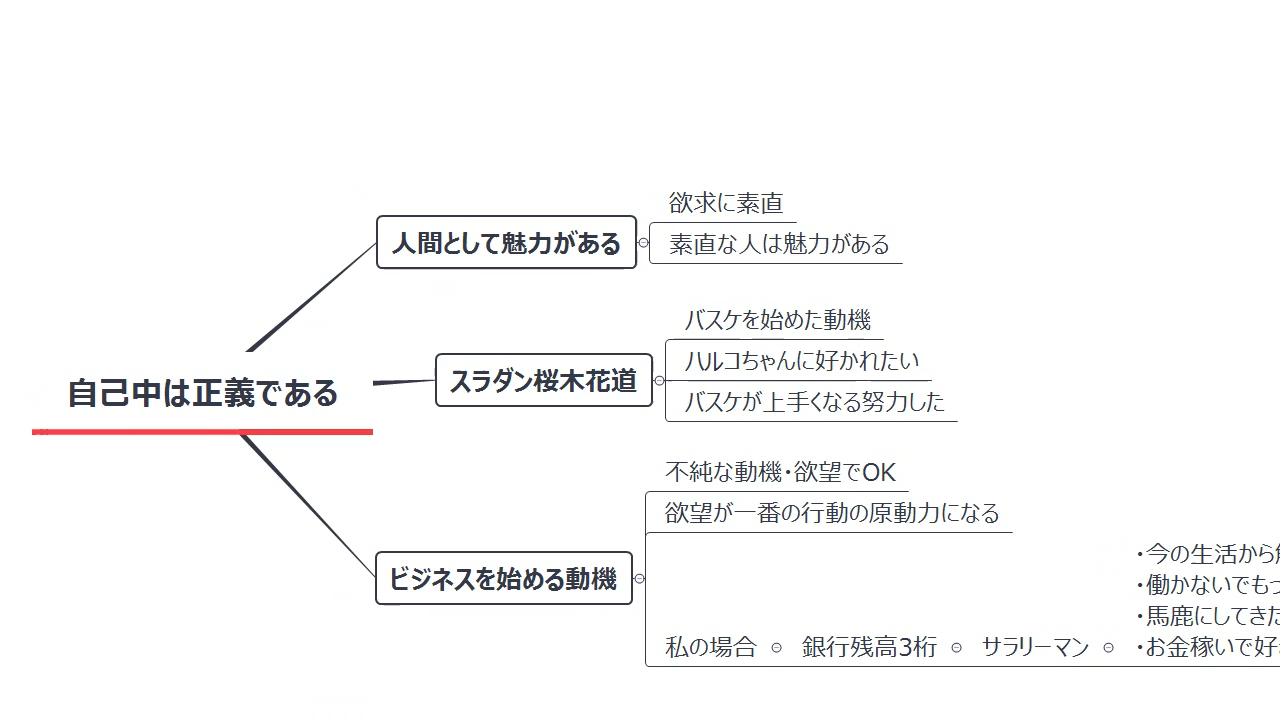 自己中は正義である
人間として魅力がある
欲求に素直
素直な人は魅力がある
スラダン桜木花道
バスケを始めた動機
ハルコちゃんに好かれたい
バスケが上手くなる努力した
ビジネスを始める動機
不純な動機・欲望でOK
欲望が一番の行動の原動力になる
私の場合
銀行残高3桁
サラリーマン
・今の生活から
・働かないでもっ
・馬鹿にしてきた
・お金稼いで好き